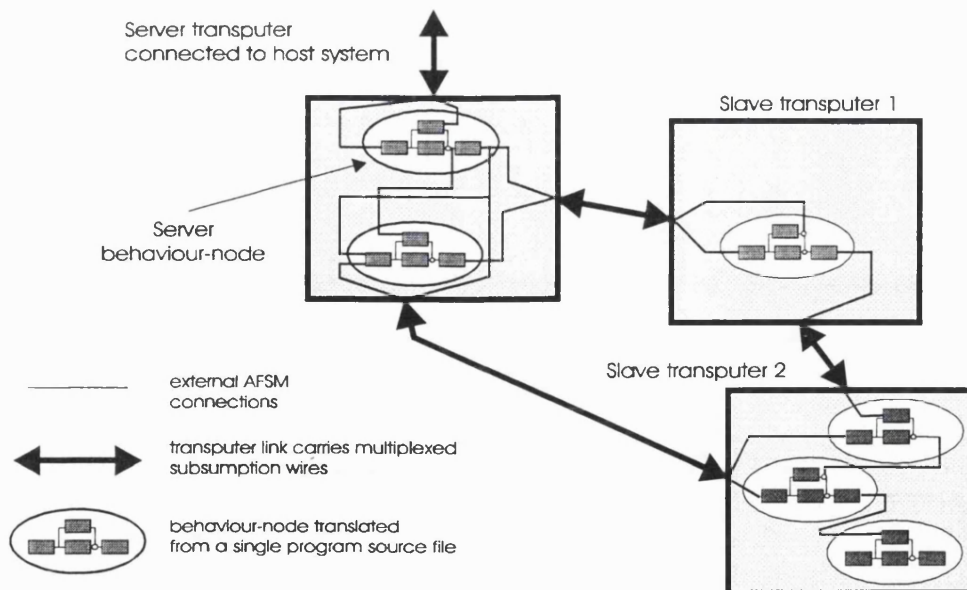 Server transputer
connected to host system
Slave transputer 1
Server
behaviour-node
Slave transputer 2
external AFSM
connections
transputer link carries multiplexed
subsumption wires
behaviour-node translated
from a single program source file